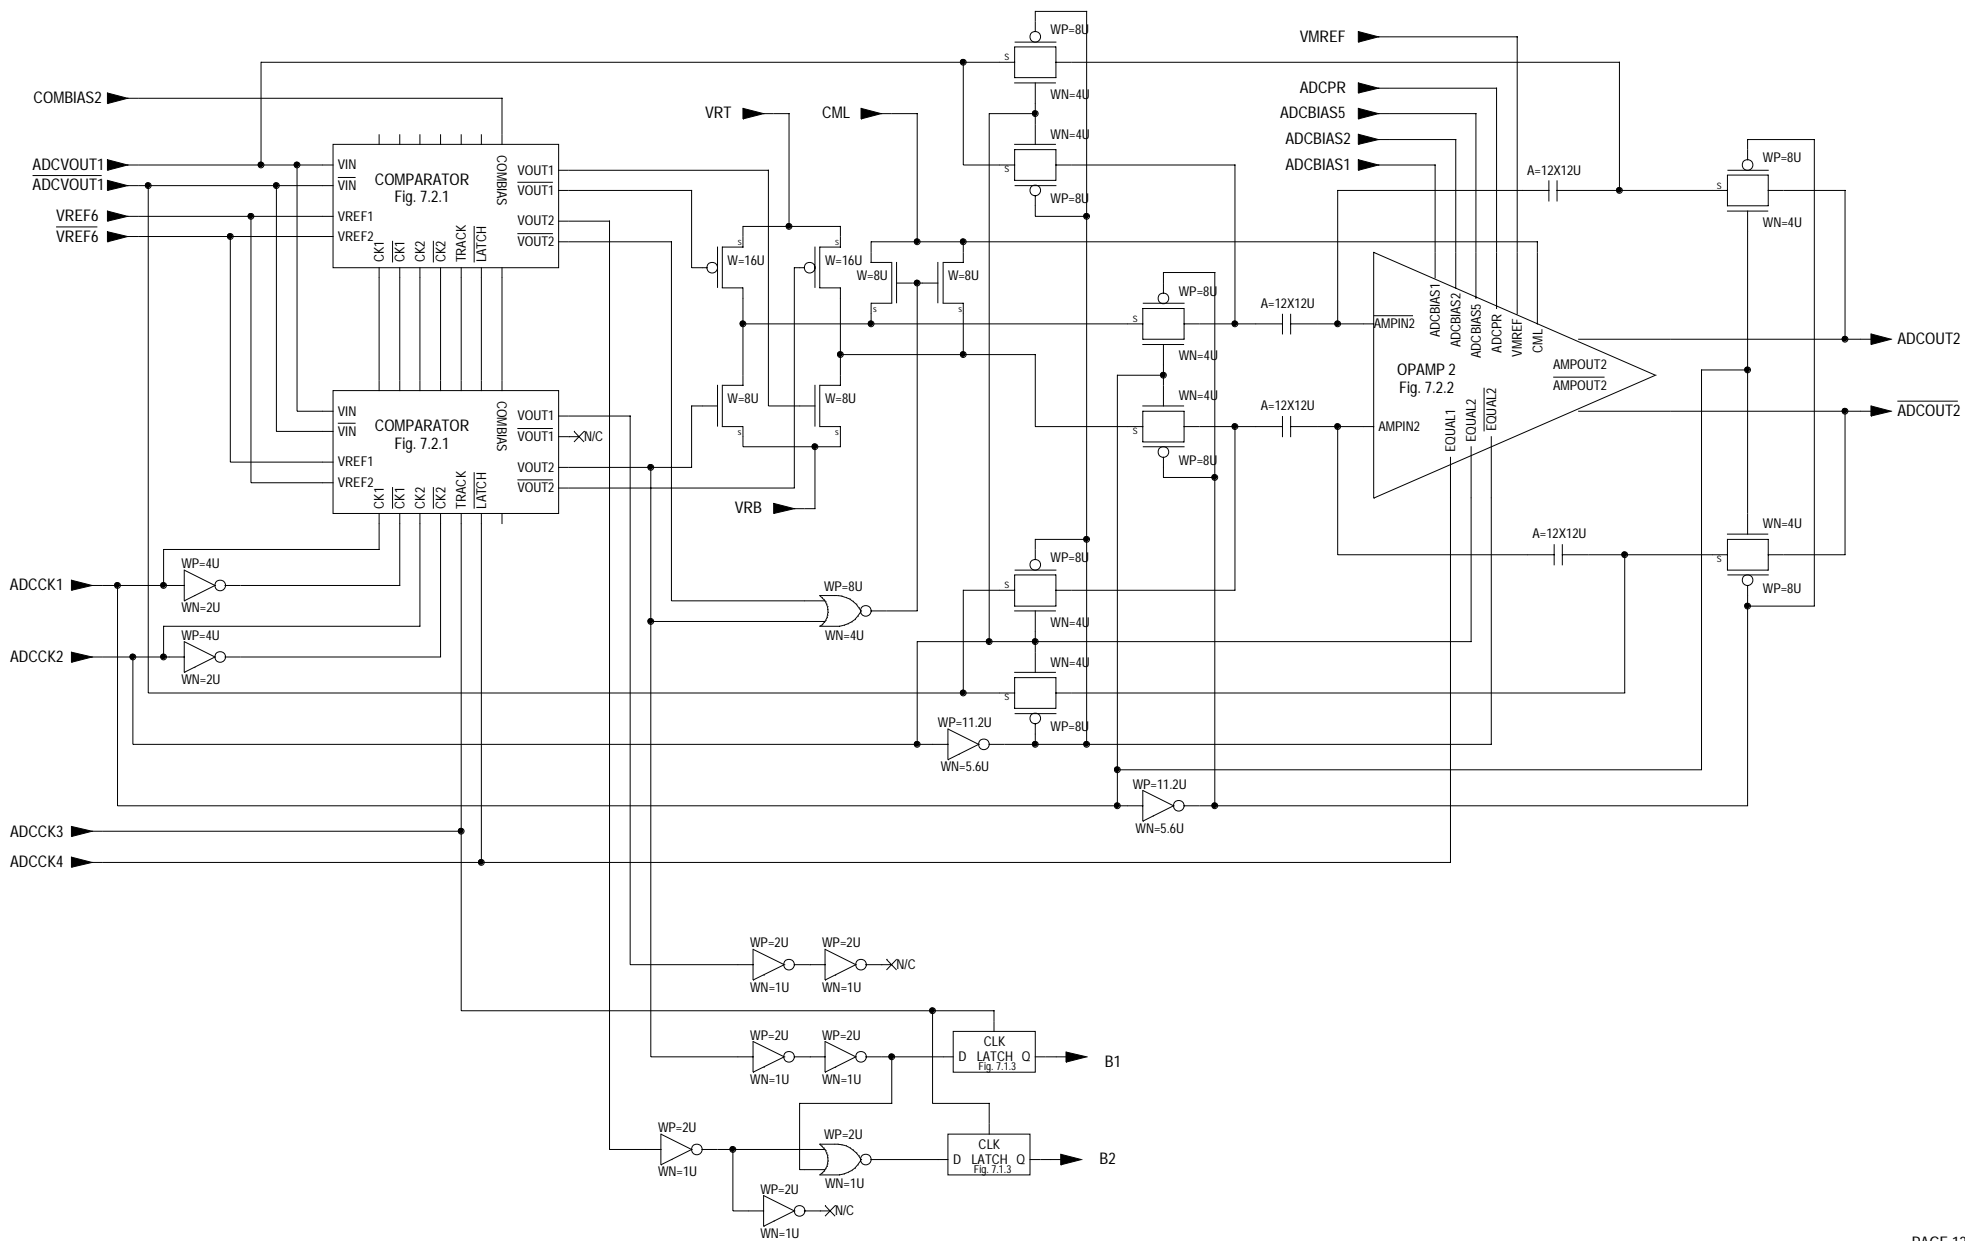 COMBIAS2
ADCVOUT1
ADCVOUT1
VREF6
VREF6
VIN
VIN
VREF1
VREF2
COMPARATOR
Fig. 7.2.1
COMBIAS
VOUT1
VOUT1
VOUT2
VOUT2
CK1
CK1
CK2
CK2
TRACK
LATCH
VIN
VIN
VREF1
VREF2
COMPARATOR
Fig. 7.2.1
COMBIAS
VOUT1
VOUT1
VOUT2
VOUT2
N/C
CK1
CK1
CK2
CK2
TRACK
LATCH
VRT
CML
s
W=16U
s
W=16U
W=8U
s
W=8U
s
W=8U
s
W=8U
s
VRB
WP=8U
s
WN=4U
WN=4U
s
WP=8U
WP=8U
s
WN=4U
WN=4U
s
WP=8U
A=12X12U
A=12X12U
VMREF
ADCPR
ADCBIAS5
ADCBIAS2
ADCBIAS1
A=12X12U
AMPIN2
AMPIN2
ADCBIAS1
ADCBIAS2
ADCBIAS5
ADCPR
VMREF
CML
OPAMP 2
Fig. 7.2.2
AMPOUT2
AMPOUT2
EQUAL1
EQUAL2
EQUAL2
A=12X12U
WP=8U
s
WN=4U
WN=4U
s
WP=8U
ADCOUT2
ADCOUT2
ADCCK1
WP=4U
WN=2U
ADCCK2
WP=4U
WN=2U
WP=8U
WN=4U
WP=8U
s
WN=4U
WN=4U
s
WP=8U
WP=11.2U
WN=5.6U
WP=11.2U
WN=5.6U
ADCCK3
ADCCK4
WP=2U
WN=1U
WP=2U
WN=1U
N/C
WP=2U
WN=1U
WP=2U
WN=1U
CLK
D LATCH Q
Fig. 7.1.3
B1
WP=2U
WN=1U
WP=2U
WN=1U
CLK
D LATCH Q
Fig. 7.1.3
B2
WP=2U
WN=1U
N/C